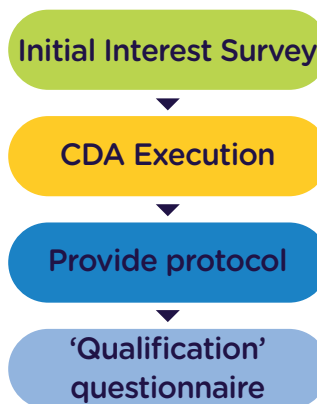 Initial Interest Survey
CDA Execution
Provide protocol
‘Qualification’
questionnaire